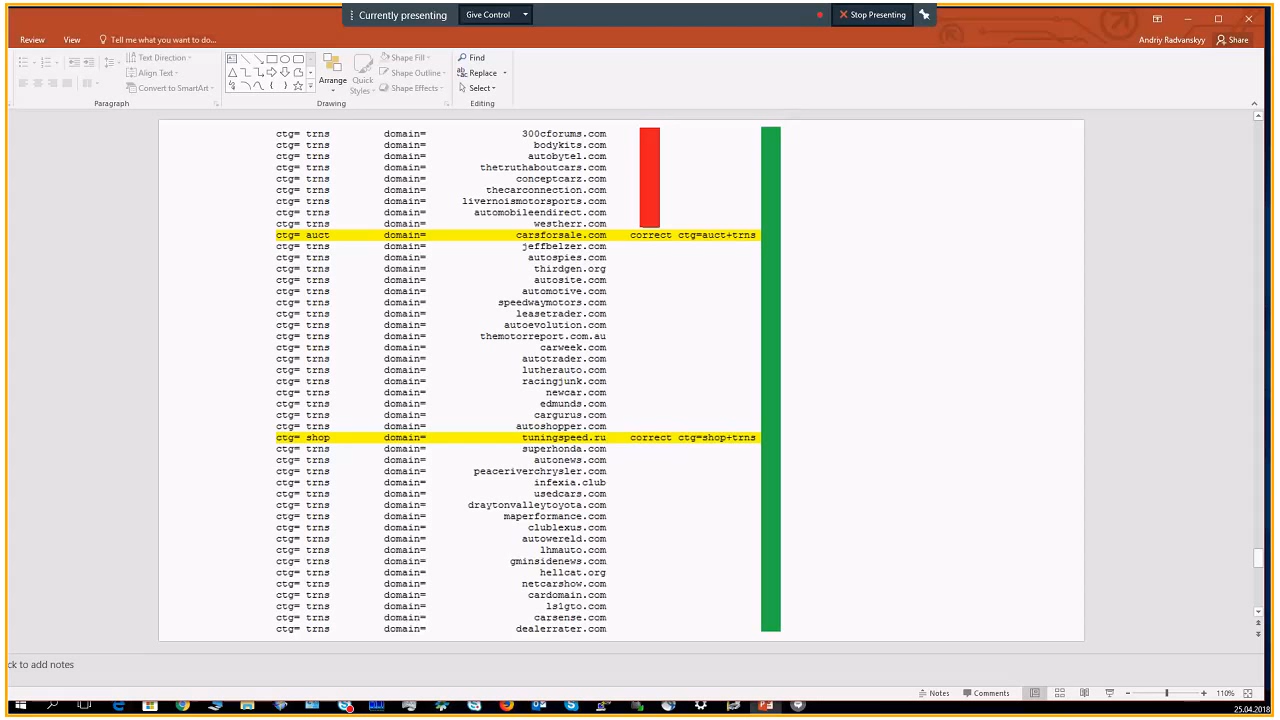 Currently presenting Give Control Stop Presenting
Review View Tell me what you want to do... Andriy Radvanskyy Share
Text Direction Shape Fill Find
Align Text Shape Outline Replace
Convert to SmartArt Arrange Quick Styles Shape Effects Select
Paragraph Drawing Editing
ctg= trns domain= 300cforums.com
ctg= trns domain= bodykits.com
ctg= trns domain= autobytel.com
ctg= trns domain= thetruthaboutcars.com
ctg= trns domain= conceptcarz.com
ctg= trns domain= thecarconnection.com
ctg= trns domain= livernoismotorsports.com
ctg= trns domain= automobileendirect.com
ctg= trns domain= westherr.com
ctg= auct domain= carsforsale.com correct ctg=auct+trns
ctg= trns domain= jeffbelzer.com
ctg= trns domain= autospies.com
ctg= trns domain= thirdgen.org
ctg= trns domain= autosite.com
ctg= trns domain= automotive.com
ctg= trns domain= speedwaymotors.com
ctg= trns domain= leasetrader.com
ctg= trns domain= autoevolution.com
ctg= trns domain= themotorreport.com.au
ctg= trns domain= carweek.com
ctg= trns domain= autotrader.com
ctg= trns domain= lutherauto.com
ctg= trns domain= racingjunk.com
ctg= trns domain= newcar.com
ctg= trns domain= edmunds.com
ctg= trns domain= cargurus.com
ctg= trns domain= autoshopper.com
ctg= shop domain= tuningspeed.ru correct ctg=shop+trns
ctg= trns domain= superhonda.com
ctg= trns domain= autonews.com
ctg= trns domain= peaceriverchrysler.com
ctg= trns domain= infexia.club
ctg= trns domain= usedcars.com
ctg= trns domain= draytonvalleytoyota.com
ctg= trns domain= maperformance.com
ctg= trns domain= clublexus.com
ctg= trns domain= autowereld.com
ctg= trns domain= lhmauto.com
ctg= trns domain= gminsidenews.com
ctg= trns domain= hellcat.org
ctg= trns domain= netcarshow.com
ctg= trns domain= cardomain.com
ctg= trns domain= ls1gto.com
ctg= trns domain= carsense.com
ctg= trns domain= dealerrater.com
ck to add notes
Notes Comments 110%
25.04.2018